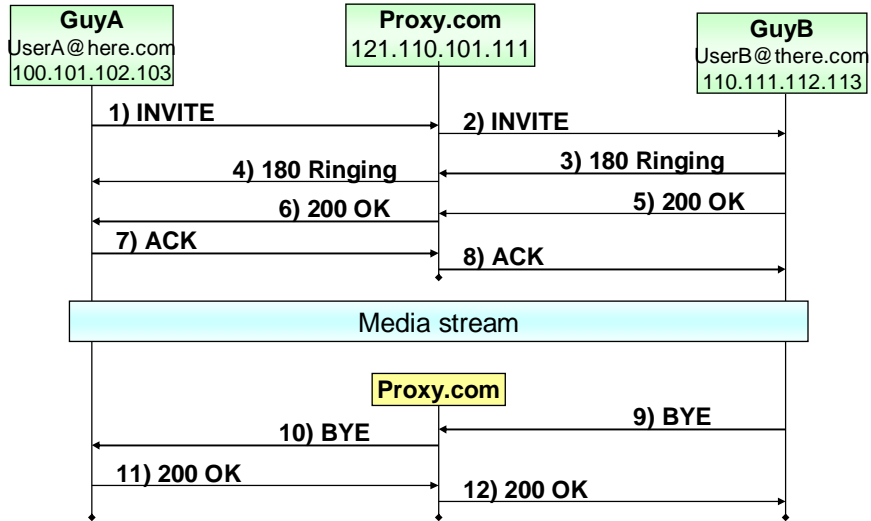 GuyA
UserA@here.com
100.101.102.103
Proxy.com
121.110.101.111
GuyB
UserB@there.com
110.111.112.113
1) INVITE
2) INVITE
3) 180 Ringing
4) 180 Ringing
5) 200 OK
6) 200 OK
7) ACK
8) ACK
Media stream
Proxy.com
9) BYE
10) BYE
11) 200 OK
12) 200 OK